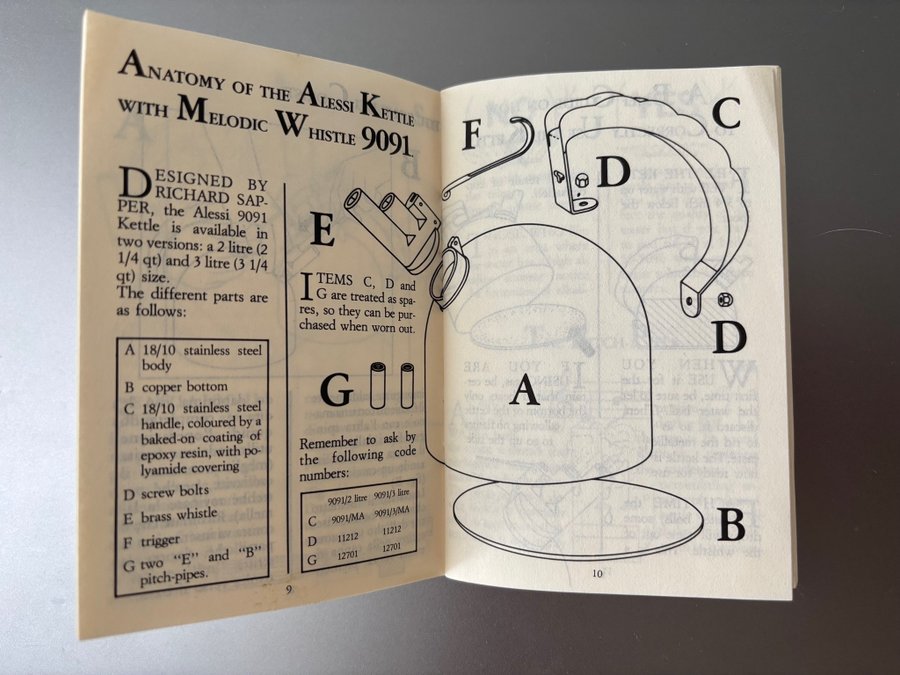 ANATOMY OF THE ALESSI KETTLE
WITH MELODIC WHISTLE 9091
DESIGNED BY
RICHARD SAP-
PER, the Alessi 9091
Kettle is available in
two versions: a 2 litre (2
1/4 qt) and 3 litre (3 1/4
qt) size.
The different parts are
as follows:
A 18/10 stainless steel
body
B copper bottom
C 18/10 stainless steel
handle, coloured by a
baked-on coating of
epoxy resin, with po-
lyamide covering
D screw bolts
E brass whistle
F trigger
G two "E" and "B"
pitch-pipes.
E
ITEMS C, D and
G are treated as spa-
res, so they can be pur-
chased when worn out.
G
Remember to ask by
the following code
numbers:
9091/2 litre 9091/3 litre
C 9091/MA 9091/3/MA
D 11212 11212
G 12701 12701
9
F
C
D
D
A
B
10